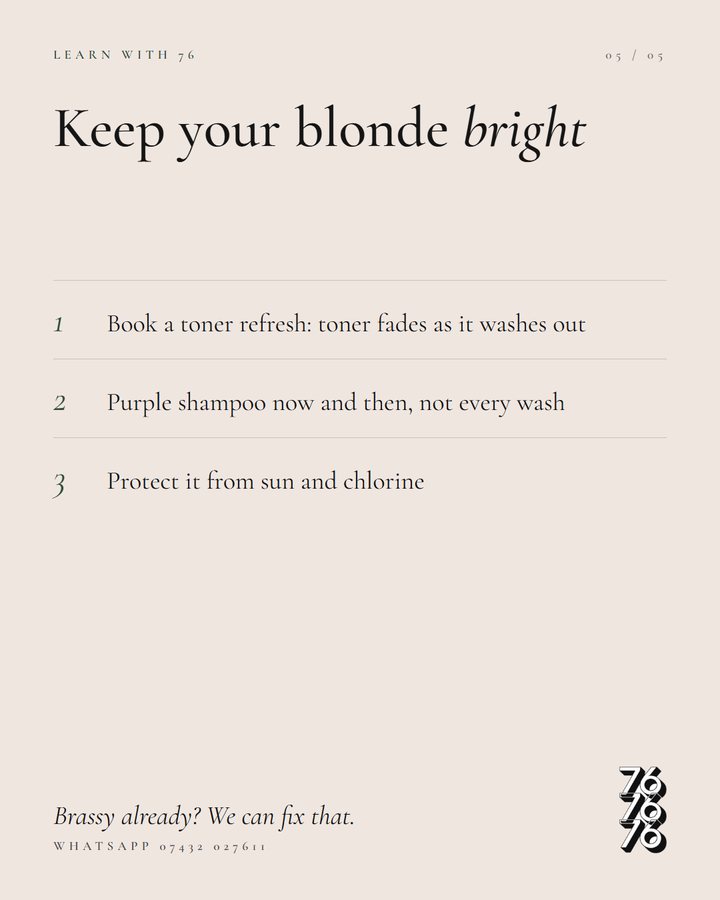 LEARN WITH 76
05 / 05
Keep your blonde bright
1 Book a toner refresh: toner fades as it washes out
2 Purple shampoo now and then, not every wash
3 Protect it from sun and chlorine
Brassy already? We can fix that.
WHATSAPP 07432 027611
76
76
76